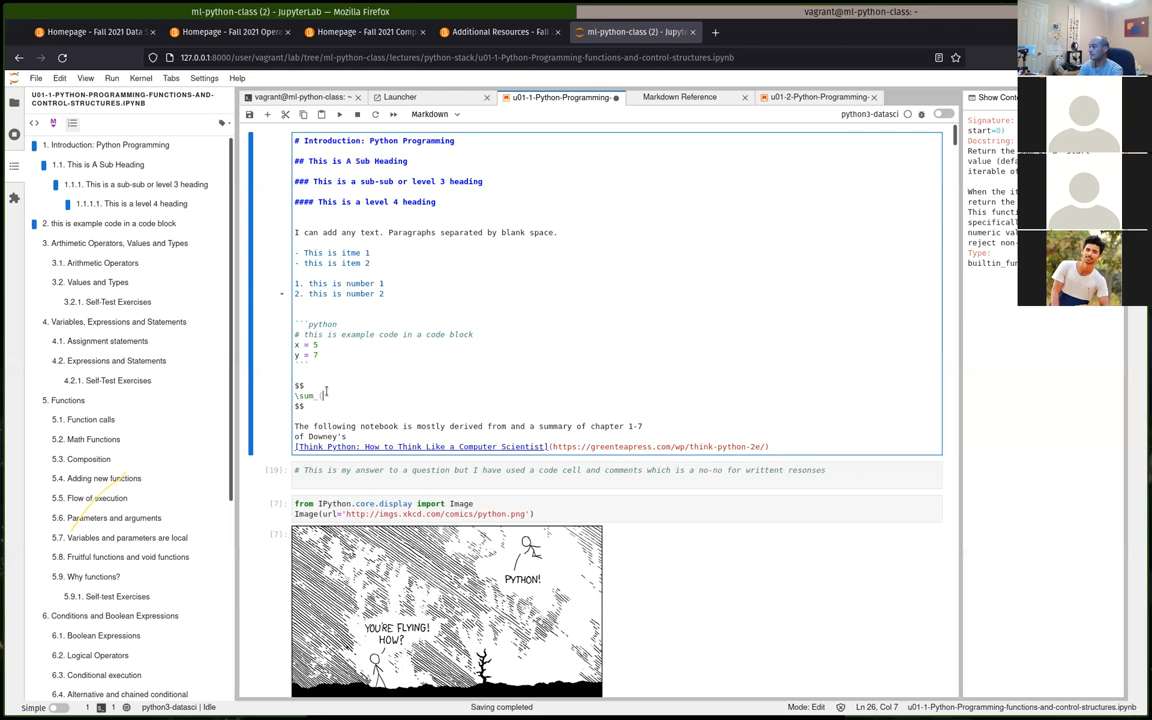 ml-python-class (2) - JupyterLab — Mozilla Firefox
vagrant@ml-python-class: ~
Homepage - Fall 2021 Data S
Homepage - Fall 2021 Opera
Homepage - Fall 2021 Comp
Additional Resources - Fall
ml-python-class (2) - Jupyte
127.0.0.1:8000/user/vagrant/lab/tree/ml-python-class/lectures/python-stack/u01-1-Python-Programming-functions-and-control-structures.ipynb
File Edit View Run Kernel Tabs Settings Help
U01-1-PYTHON-PROGRAMMING-FUNCTIONS-AND-
CONTROL-STRUCTURES.IPYNB
1. Introduction: Python Programming
1.1. This is A Sub Heading
1.1.1. This is a sub-sub or level 3 heading
1.1.1.1. This is a level 4 heading
2. this is example code in a code block
3. Arthimetic Operators, Values and Types
3.1. Arithmetic Operators
3.2. Values and Types
3.2.1. Self-Test Exercises
4. Variables, Expressions and Statements
4.1. Assignment statements
4.2. Expressions and Statements
4.2.1. Self-Test Exercises
5. Functions
5.1. Function calls
5.2. Math Functions
5.3. Composition
5.4. Adding new functions
5.5. Flow of execution
5.6. Parameters and arguments
5.7. Variables and parameters are local
5.8. Fruitful functions and void functions
5.9. Why functions?
5.9.1. Self-test Exercises
6. Conditions and Boolean Expressions
6.1. Boolean Expressions
6.2. Logical Operators
6.3. Conditional execution
6.4. Alternative and chained conditional
vagrant@ml-python-class: ~
Launcher
u01-1-Python-Programming-
Markdown Reference
u01-2-Python-Programming-
Markdown
python3-datasci
# Introduction: Python Programming
## This is A Sub Heading
### This is a sub-sub or level 3 heading
#### This is a level 4 heading
I can add any text. Paragraphs separated by blank space.
- This is itme 1
- this is item 2
1. this is number 1
2. this is number 2
```python
# this is example code in a code block
x = 5
y = 7
```
$$
\sum_{
$$
The following notebook is mostly derived from and a summary of chapter 1-7
of Downey's
[Think Python: How to Think Like a Computer Scientist](https://greenteapress.com/wp/think-python-2e/)
[19]: # This is my answer to a question but I have used a code cell and comments which is a no-no for writtent resonses
[7]: from IPython.core.display import Image
Image(url='http://imgs.xkcd.com/comics/python.png')
[7]:
PYTHON!
YOU'RE FLYING!
HOW?
Show Cont
Signature:
start=0)
Docstring:
Return the
value (def
iterable of
When the it
return the
This funct
specifical
numeric val
reject non-
Type:
builtin_fun
Simple
1
1
python3-datasci | Idle
Saving completed
Mode: Edit
Ln 26, Col 7
u01-1-Python-Programming-functions-and-control-structures.ipynb